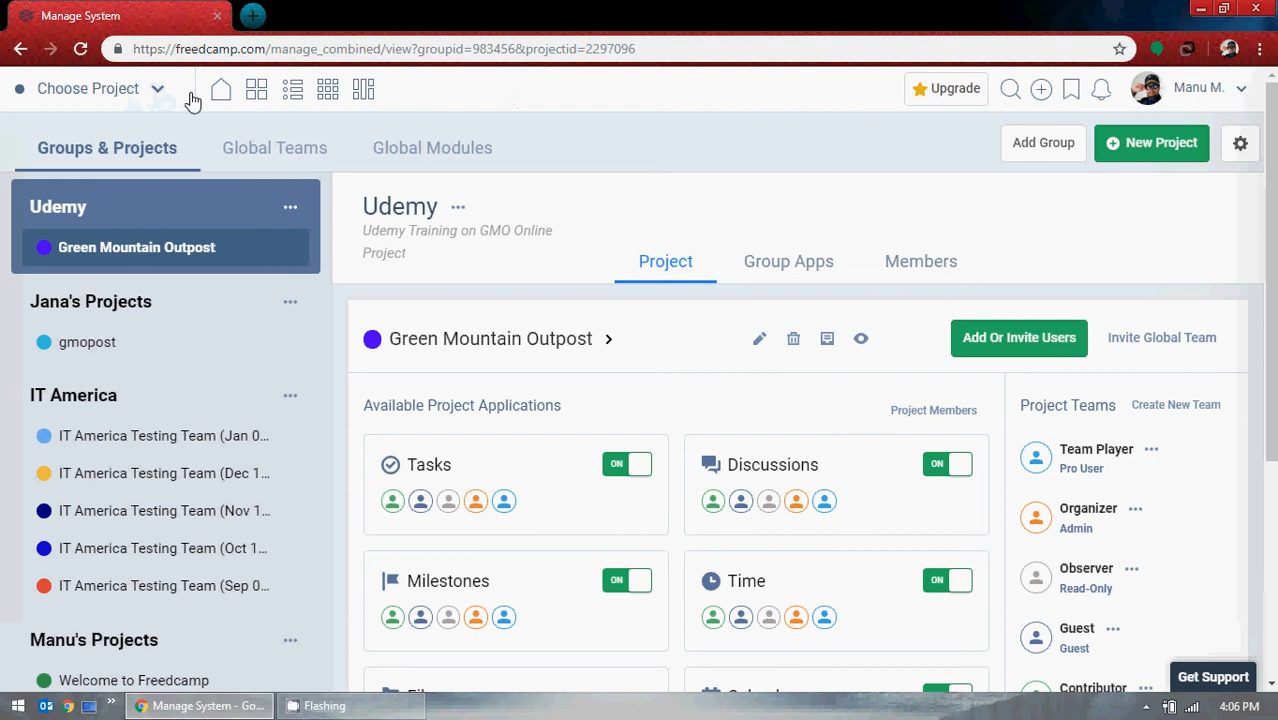 Manage System
https://freedcamp.com/manage_combined/view?groupid=983456&projectid=2297096
Choose Project
Upgrade
Manu M.
Groups & Projects
Global Teams
Global Modules
Add Group
New Project
Udemy
Green Mountain Outpost
Jana's Projects
gmopost
IT America
IT America Testing Team (Jan 0...
IT America Testing Team (Dec 1...
IT America Testing Team (Nov 1...
IT America Testing Team (Oct 1...
IT America Testing Team (Sep 0...
Manu's Projects
Welcome to Freedcamp
Udemy
Udemy Training on GMO Online
Project
Project
Group Apps
Members
Green Mountain Outpost
Add Or Invite Users
Invite Global Team
Available Project Applications
Project Members
Tasks
ON
Discussions
ON
Milestones
ON
Time
ON
Project Teams
Create New Team
Team Player
Pro User
Organizer
Admin
Observer
Read-Only
Guest
Guest
Contributor
Get Support
Manage System - Go...
Flashing
4:06 PM